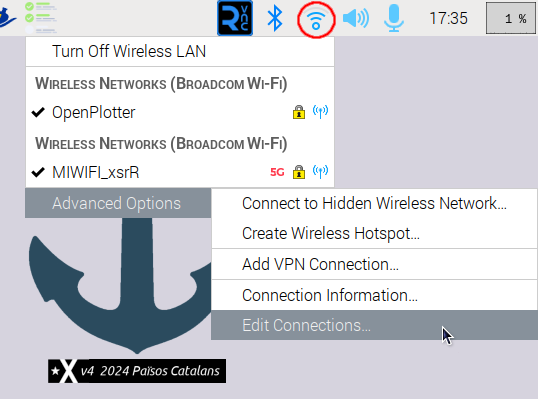 RVNC
17:35
1 %
Turn Off Wireless LAN
Wireless Networks (Broadcom Wi-Fi)
OpenPlotter
Wireless Networks (Broadcom Wi-Fi)
MIWIFI_xsrR 5G
Advanced Options
Connect to Hidden Wireless Network...
Create Wireless Hotspot...
Add VPN Connection...
Connection Information...
Edit Connections...
X v4 2024 Països Catalans